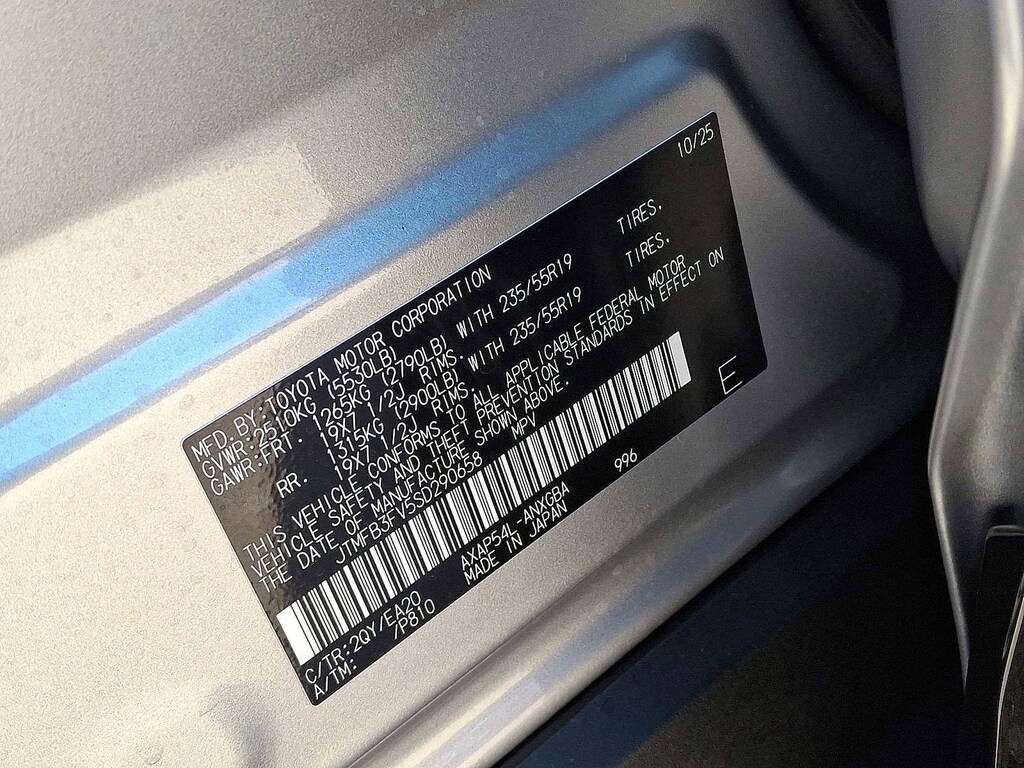 10/25
MFD.BY:TOYOTA MOTOR CORPORATION
GVWR:2510KG (5530LB)
GAWR:FRT. 1265KG (2790LB) WITH 235/55R19 TIRES.
19X7 1/2J RIMS.
RR. 1315KG (2900LB) WITH 235/55R19 TIRES.
19X7 1/2J RIMS.
THIS VEHICLE CONFORMS TO ALL APPLICABLE FEDERAL MOTOR
VEHICLE SAFETY AND THEFT PREVENTION STANDARDS IN EFFECT ON
THE DATE OF MANUFACTURE SHOWN ABOVE.
JTMFB3FV5SD290658 MPV E
C/TR:2QY/EA20 AXAP54L-ANXGBA 996
A/TM: /P810 MADE IN JAPAN